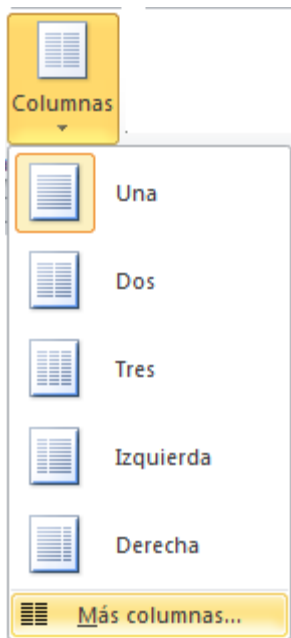 Columnas
Una
Dos
Tres
Izquierda
Derecha
Más columnas...